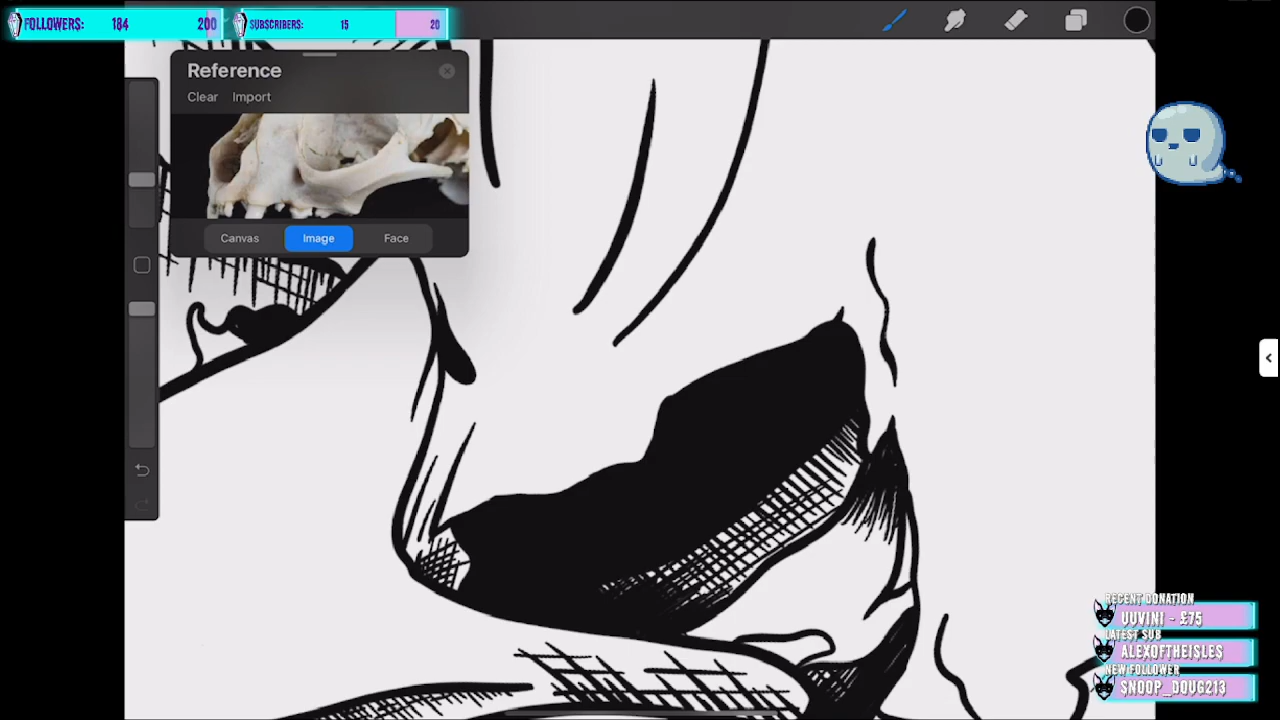 FOLLOWERS: 184 200
SUBSCRIBERS: 15 20
Reference
Clear Import
Canvas Image Face
RECENT DONATION
UUVINI - £75
LATEST SUB
ALEXOFTHEISLES
NEW FOLLOWER
SNOOP_DOUG213